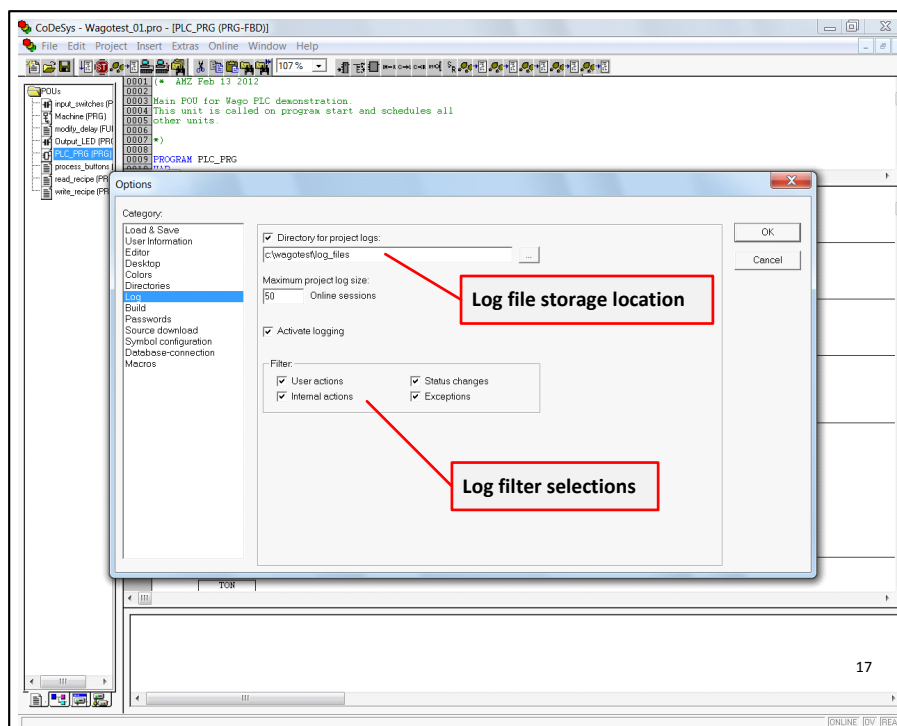 CoDeSys - Wagotest_01.pro - [PLC_PRG (PRG-FBD)]
File Edit Project Insert Extras Online Window Help
107 %
POUs
input_switches (P
Machine (PRG)
modify_delay (FUI
Output_LED (PRG
PLC_PRG (PRG)
process_buttons
read_recipe (PR
write_recipe (PR
0001 (* AMZ Feb 13 2012
0002
0003 Main POU for Wago PLC demonstration.
0004 This unit is called on program start and schedules all
0005 other units.
0006
0007 *)
0008
0009 PROGRAM PLC_PRG
Options
Category:
Load & Save
User Information
Editor
Desktop
Colors
Directories
Log
Build
Passwords
Source download
Symbol configuration
Database-connection
Macros
Directory for project logs:
c:\wagotest\log_files
...
Maximum project log size:
50 Online sessions
Activate logging
Filter:
User actions
Status changes
Internal actions
Exceptions
OK
Cancel
Log file storage location
Log filter selections
TON
17
ONLINE OV REA